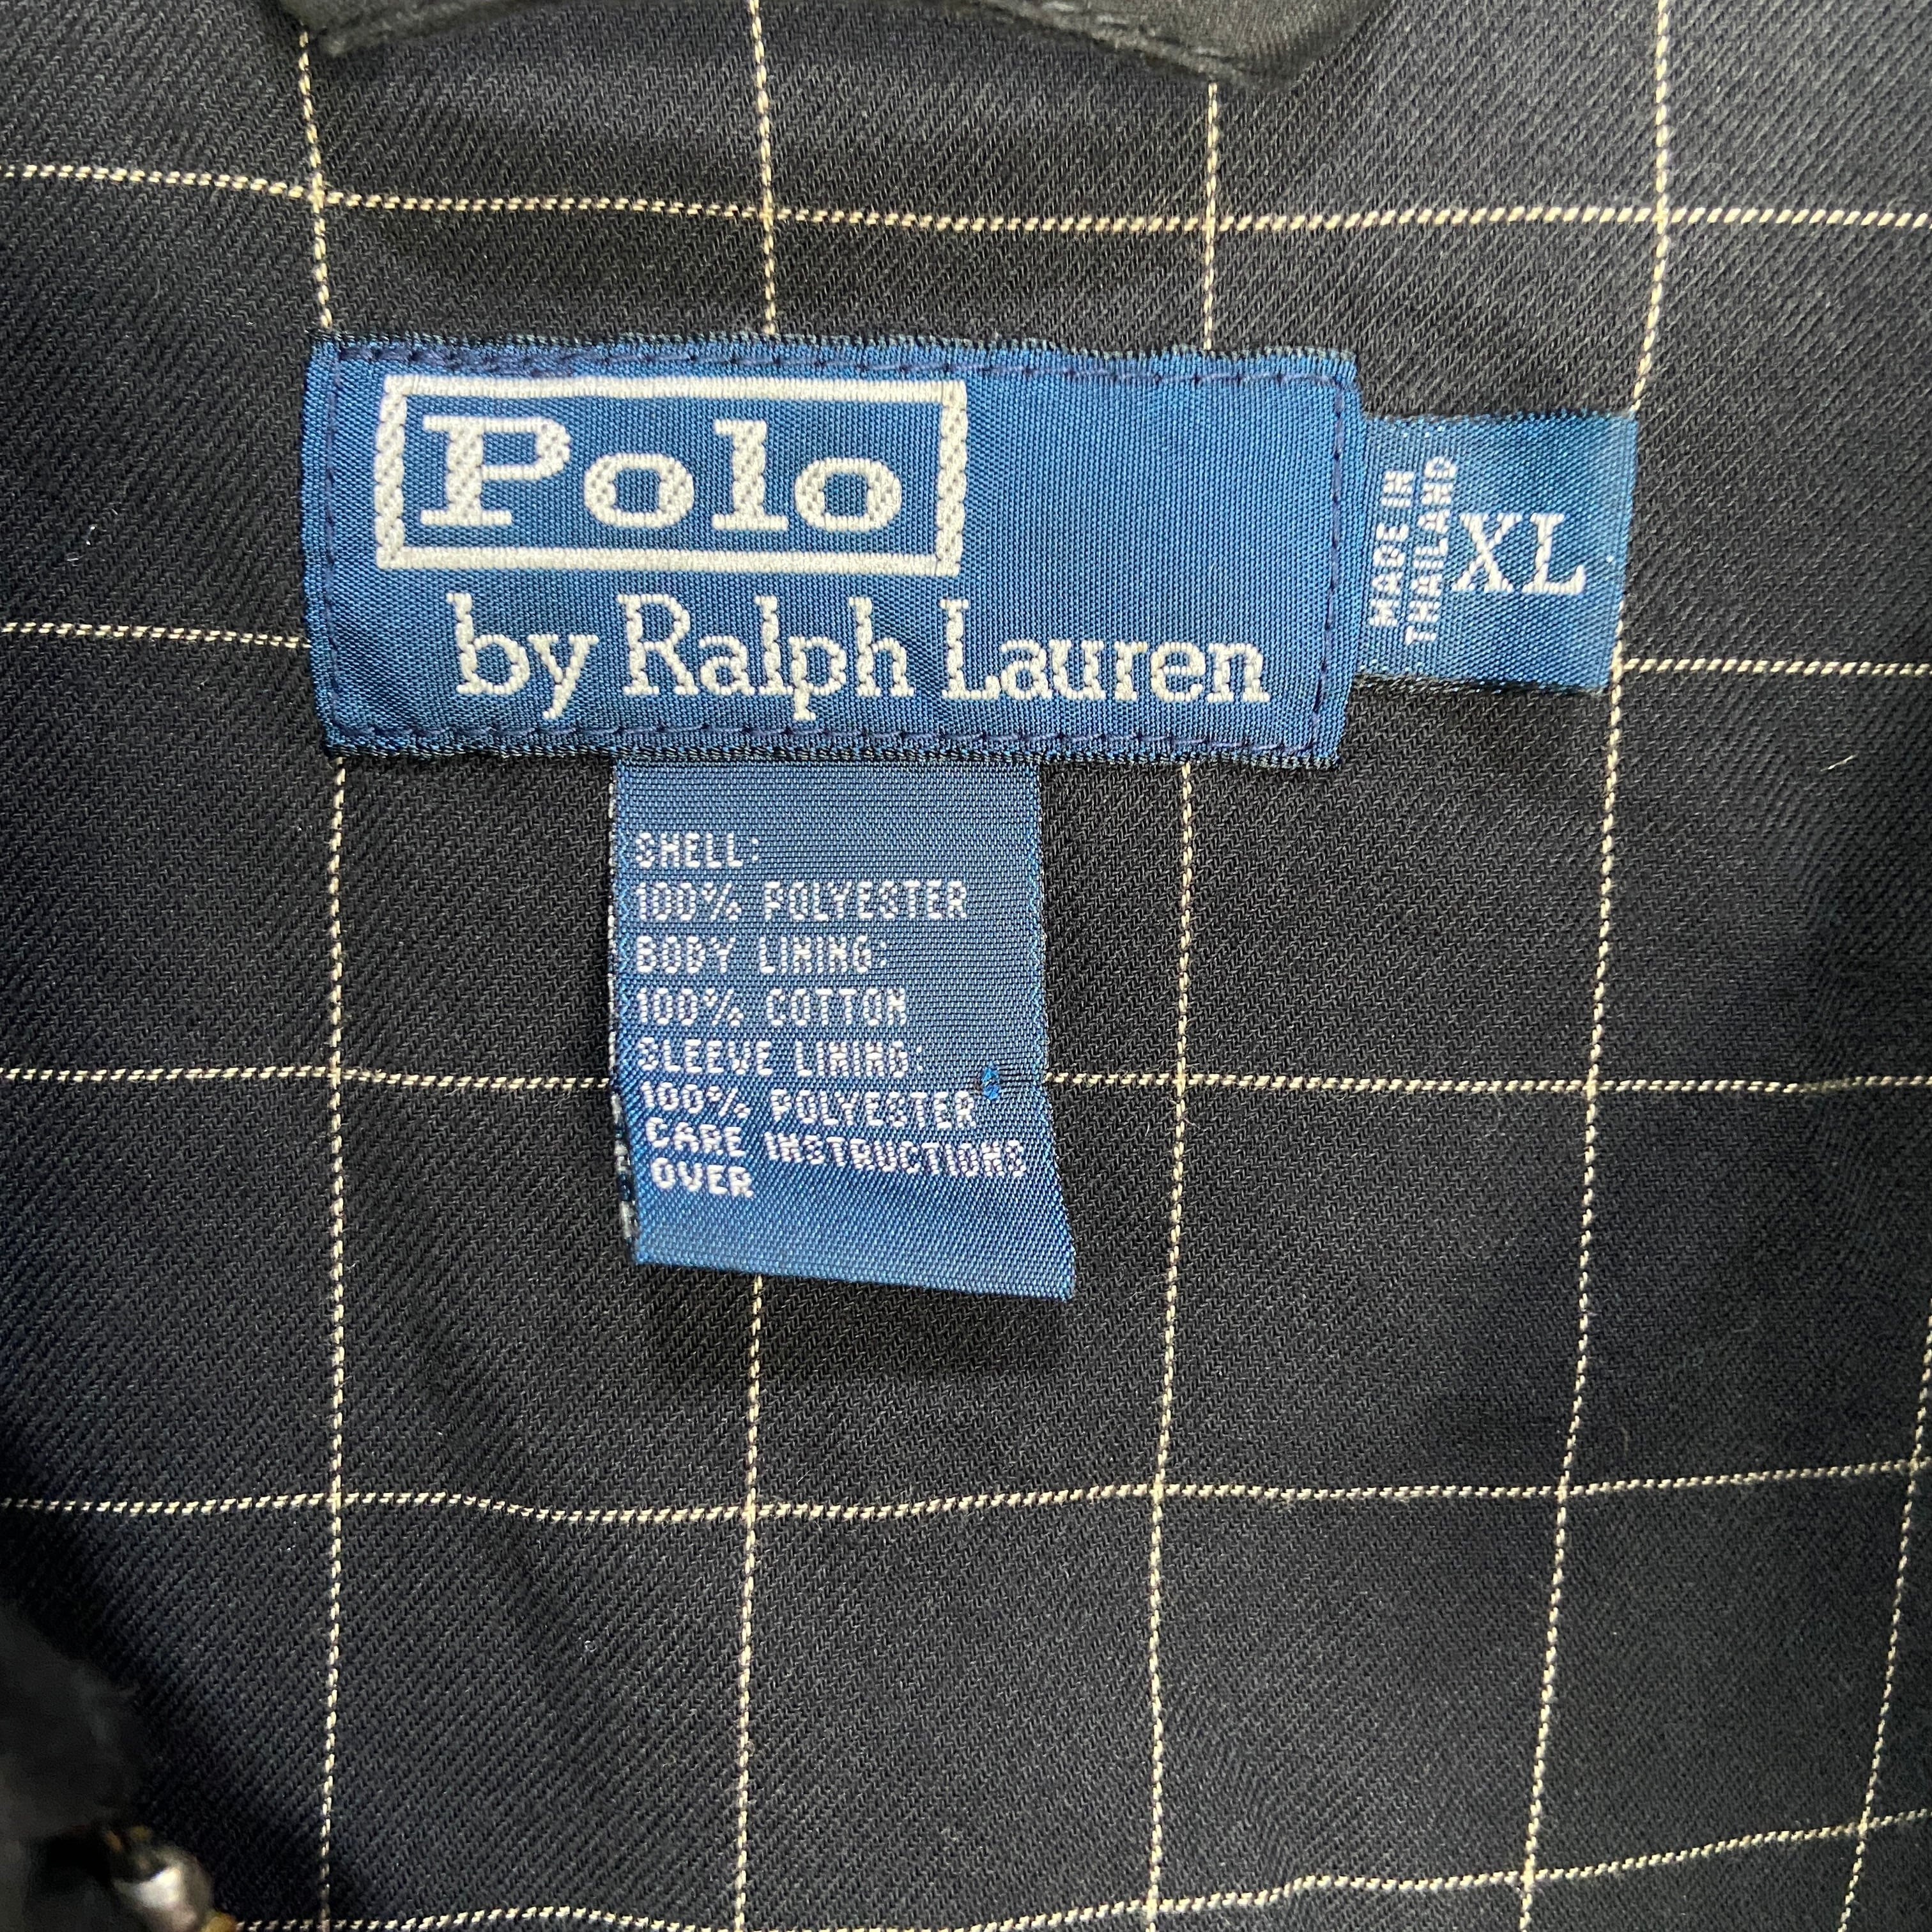 Polo
by Ralph Lauren
MADE IN
THAILAND
XL
SHELL:
100% POLYESTER
BODY LINING:
100% COTTON
SLEEVE LINING:
100% POLYESTER
CARE INSTRUCTIONS
OVER